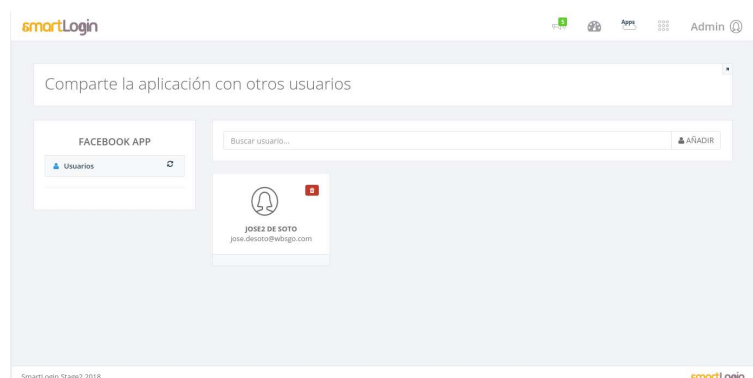 smartLogin
5
Apps
Admin
Comparte la aplicación con otros usuarios
FACEBOOK APP
Usuarios
Buscar usuario...
AÑADIR
JOSE2 DE SOTO
jose.desoto@wbsgo.com
SmartLogin Stage2 2018
smartLogin